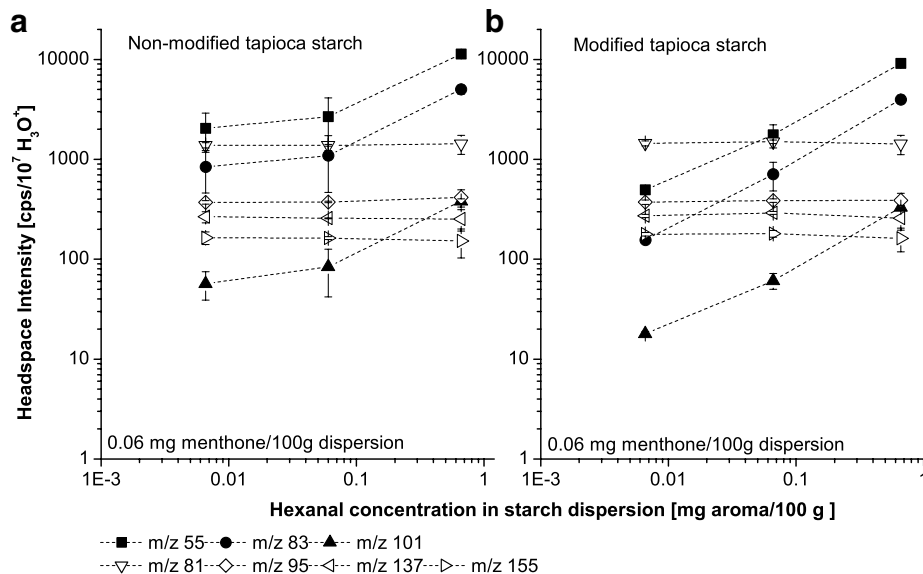 a
b
Non-modified tapioca starch
Modified tapioca starch
Headspace Intensity [cps/10⁷ H₃O⁺]
10000
1000
100
10
1
10000
1000
100
10
1
0.06 mg menthone/100g dispersion
0.06 mg menthone/100g dispersion
1E-3
0.01
0.1
1
1E-3
0.01
0.1
1
Hexanal concentration in starch dispersion [mg aroma/100 g ]
m/z 55 m/z 83 m/z 101
m/z 81 m/z 95 m/z 137 m/z 155